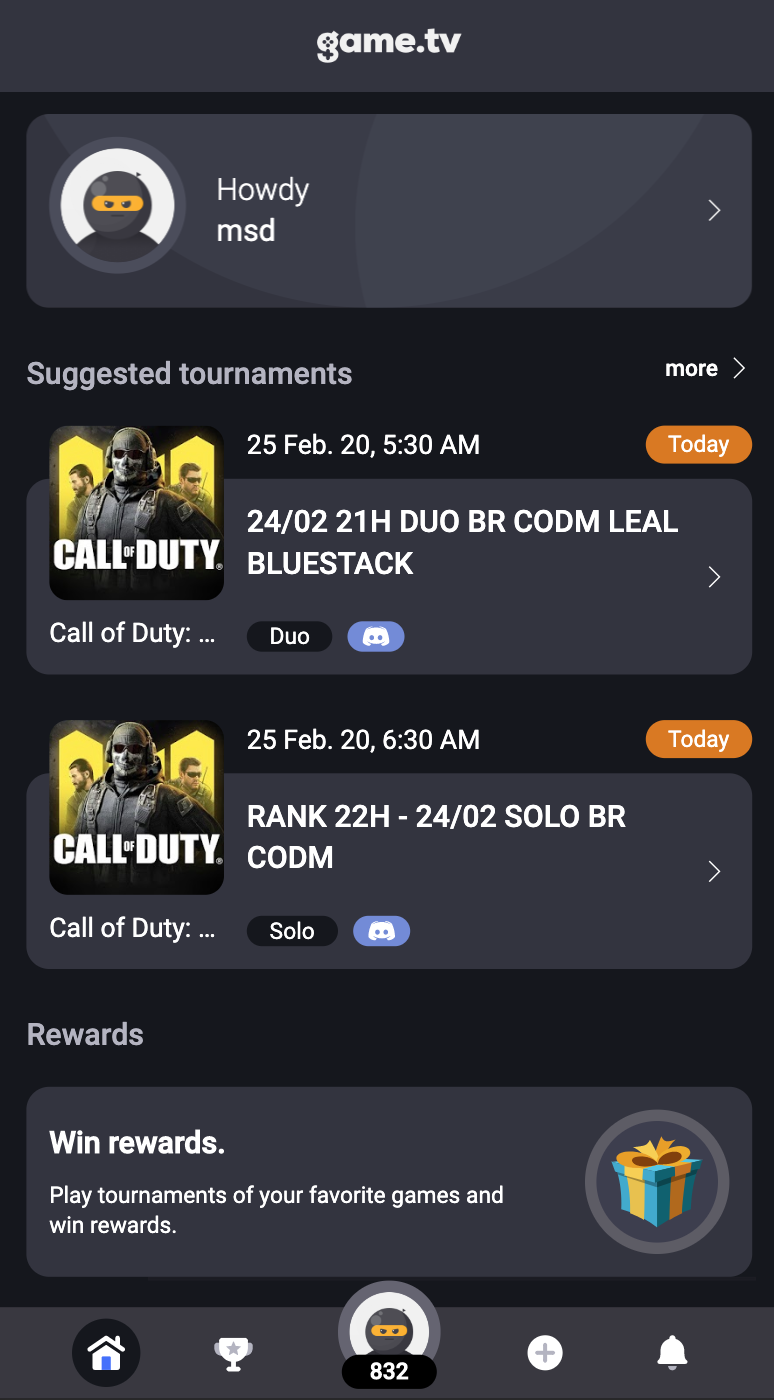 game.tv
Howdy
msd
Suggested tournaments
more
25 Feb. 20, 5:30 AM
Today
CALL OF DUTY®
24/02 21H DUO BR CODM LEAL
BLUESTACK
Call of Duty: ...
Duo
25 Feb. 20, 6:30 AM
Today
CALL OF DUTY®
RANK 22H - 24/02 SOLO BR
CODM
Call of Duty: ...
Solo
Rewards
Win rewards.
Play tournaments of your favorite games and
win rewards.
832